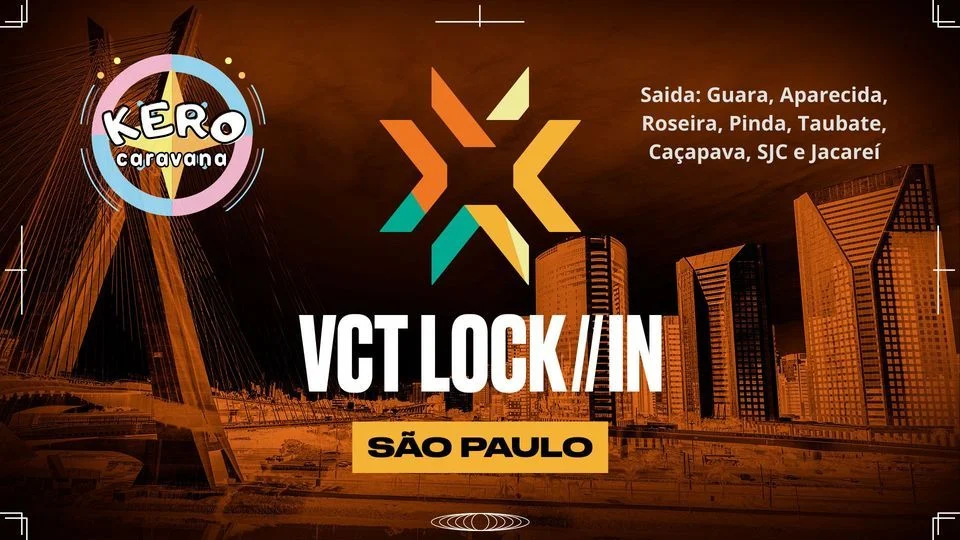 KERO
caravana
Saida: Guara, Aparecida,
Roseira, Pinda, Taubate,
Caçapava, SJC e Jacareí
VCT LOCK//IN
SÃO PAULO